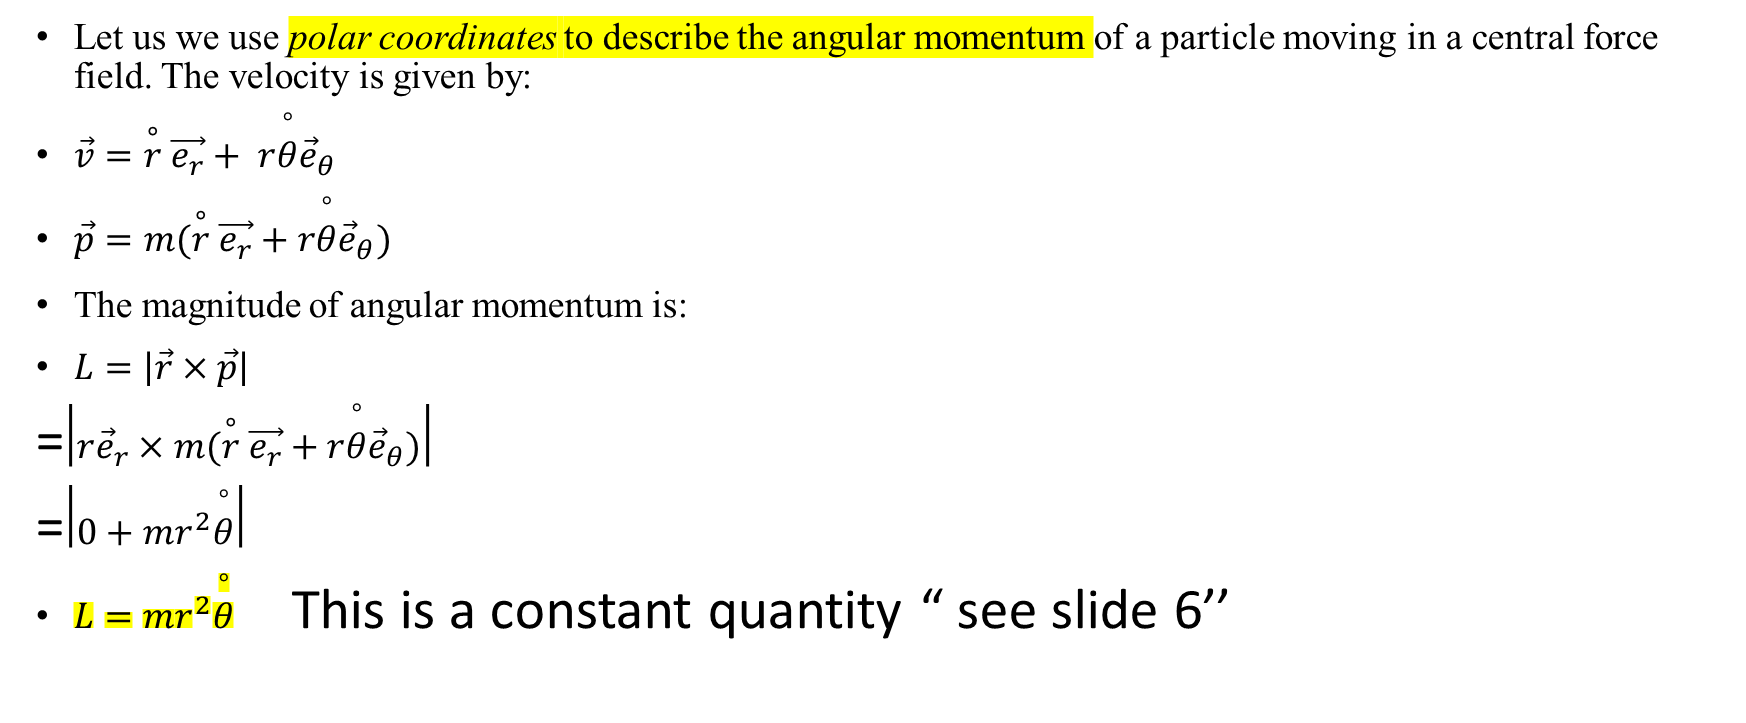 • Let us we use polar coordinates to describe the angular momentum of a particle moving in a central force
field. The velocity is given by:
• v⃗ = r̊ e⃗ᵣ + rθ̊e⃗_θ
• p⃗ = m(r̊ e⃗ᵣ + rθ̊e⃗_θ)
• The magnitude of angular momentum is:
• L = |r⃗ × p⃗|
=|re⃗ᵣ × m(r̊ e⃗ᵣ + rθ̊e⃗_θ)|
=|0 + mr²θ̊|
• L = mr²θ̊ This is a constant quantity “ see slide 6’’